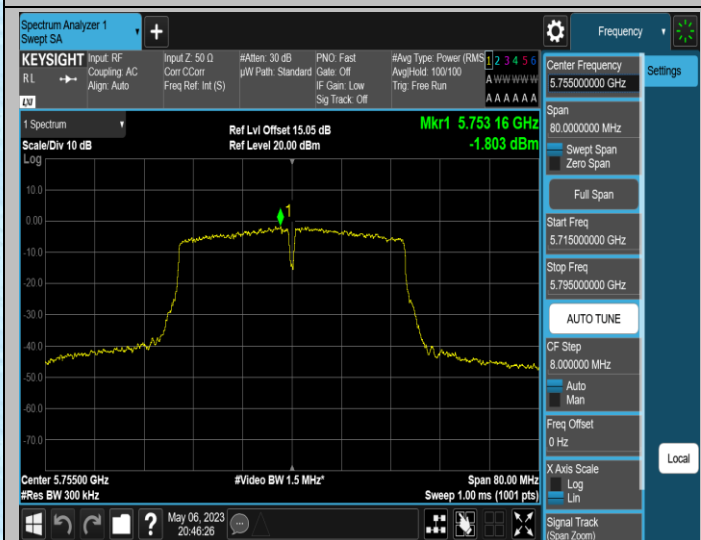 Spectrum Analyzer 1
Swept SA
+
Frequency
KEYSIGHT
RL
Input: RF
Coupling: AC
Align: Auto
Input Z: 50 Ω
Corr CCorr
Freq Ref: Int (S)
#Atten: 30 dB
µW Path: Standard
PNO: Fast
Gate: Off
IF Gain: Low
Sig Track: Off
#Avg Type: Power (RMS
Avg|Hold: 100/100
Trig: Free Run
1 2 3 4 5 6
A W W W W W
A A A A A A
LXI
1 Spectrum
Scale/Div 10 dB
Log
Ref Lvl Offset 15.05 dB
Ref Level 20.00 dBm
Mkr1 5.753 16 GHz
-1.803 dBm
10.0
0.00
-10.0
-20.0
-30.0
-40.0
-50.0
-60.0
-70.0
1
Center 5.75500 GHz
#Res BW 300 kHz
#Video BW 1.5 MHz*
Span 80.00 MHz
Sweep 1.00 ms (1001 pts)
?
May 06, 2023
20:46:26
Center Frequency
5.755000000 GHz
Span
80.0000000 MHz
Swept Span
Zero Span
Full Span
Start Freq
5.715000000 GHz
Stop Freq
5.795000000 GHz
AUTO TUNE
CF Step
8.000000 MHz
Auto
Man
Freq Offset
0 Hz
X Axis Scale
Log
Lin
Signal Track
(Span Zoom)
Settings
Local